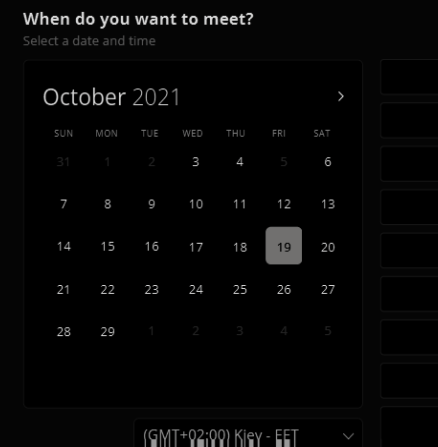 When do you want to meet?
Select a date and time
October 2021
SUN MON TUE WED THU FRI SAT
31 1 2 3 4 5 6
7 8 9 10 11 12 13
14 15 16 17 18 19 20
21 22 23 24 25 26 27
28 29 1 2 3 4 5
(GMT+02:00) Kiev - EET